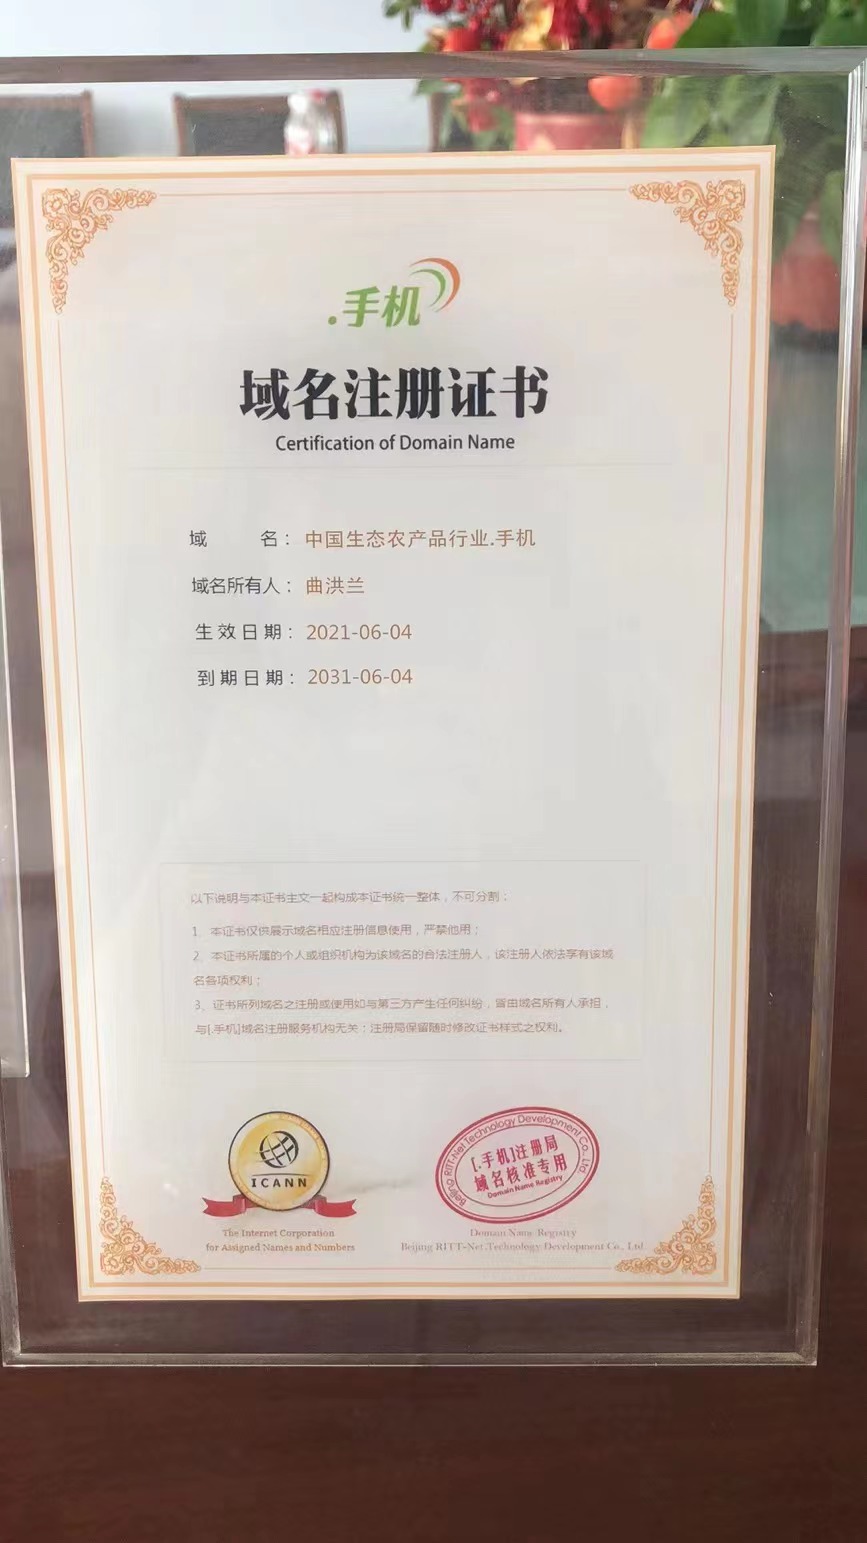 .手机
域名注册证书
Certification of Domain Name
域 名： 中国生态农产品行业.手机
域名所有人： 曲洪兰
生效日期： 2021-06-04
到期日期： 2031-06-04
以下说明与本证书主文一起构成本证书统一整体，不可分割：
1、本证书仅供展示域名相应注册信息使用，严禁他用；
2、本证书所属的个人或组织机构为该域名的合法注册人，该注册人依法享有该域
名各项权利；
3、证书所列域名之注册或使用如与第三方产生任何纠纷，皆由域名所有人承担，
与[.手机]域名注册服务机构无关；注册局保留随时修改证书样式之权利。
ICANN
The Internet Corporation
for Assigned Names and Numbers
Beijing RITT-Net Technology Development Co., Ltd
[.手机]注册局
域名核准专用
Domain Name Registry
Domain Name Registry
Beijing RITT-Net Technology Development Co., Ltd.